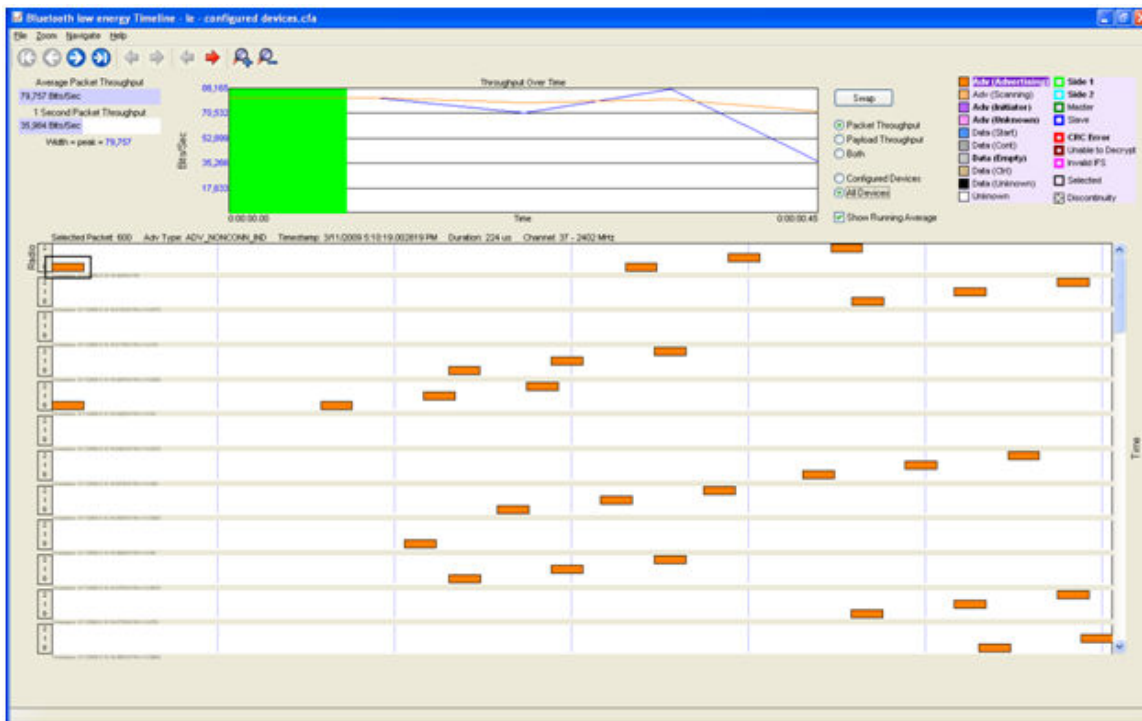 Bluetooth low energy Timeline - le - configured devices.cfa
File Zoom Navigate Help
Average Packet Throughput
79,757 Bits/Sec
1 Second Packet Throughput
35,984 Bits/Sec
Width = peak = 79,757
Throughput Over Time
Bits/Sec
88,165
70,532
52,899
35,266
17,633
0:00:00.00
Time
0:00:00.45
Swap
Packet Throughput
Payload Throughput
Both
Configured Devices
All Devices
Show Running Average
Adv (Advertising)
Adv (Scanning)
Adv (Initiator)
Adv (Unknown)
Data (Start)
Data (Cont)
Data (Empty)
Data (Ctrl)
Data (Unknown)
Unknown
Side 1
Side 2
Master
Slave
CRC Error
Unable to Decrypt
Invalid IFS
Selected
Discontinuity
Selected Packet: 600 Adv Type: ADV_NONCONN_IND Timestamp: 3/11/2009 5:10:19.002819 PM Duration: 224 us Channel: 37 - 2402 MHz
Radio
Time